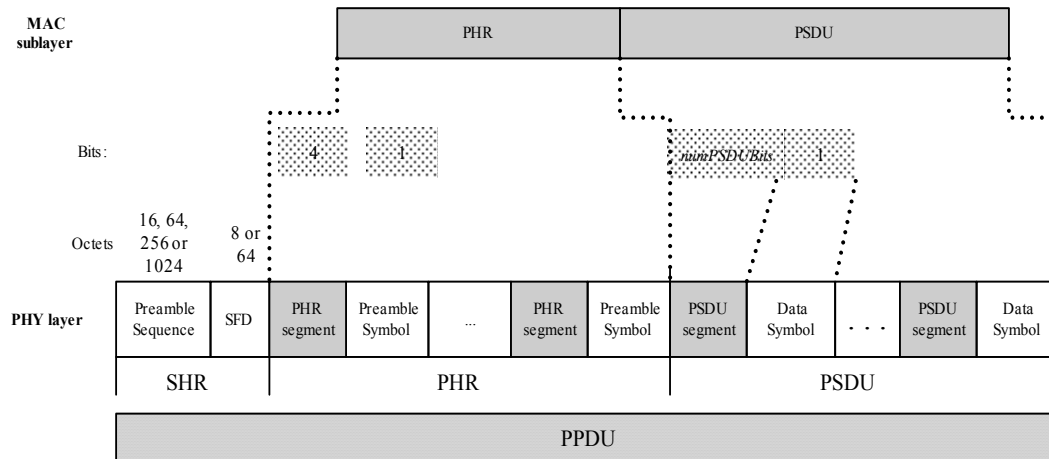 MAC
sublayer
PHR
PSDU
Bits:
4
1
numPSDUBits
1
Octets
16, 64,
256 or
1024
8 or
64
PHY layer
Preamble
Sequence
SFD
PHR
segment
Preamble
Symbol
...
PHR
segment
Preamble
Symbol
PSDU
segment
Data
Symbol
. . .
PSDU
segment
Data
Symbol
SHR
PHR
PSDU
PPDU